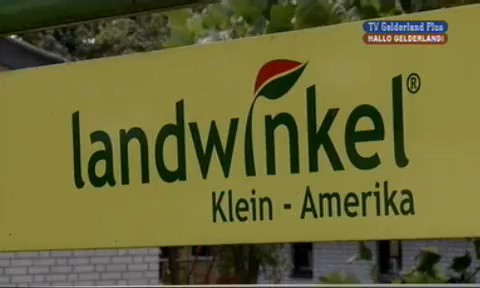 TV Gelderland Plus
HALLO GELDERLAND!
landwinkel®
Klein - Amerika